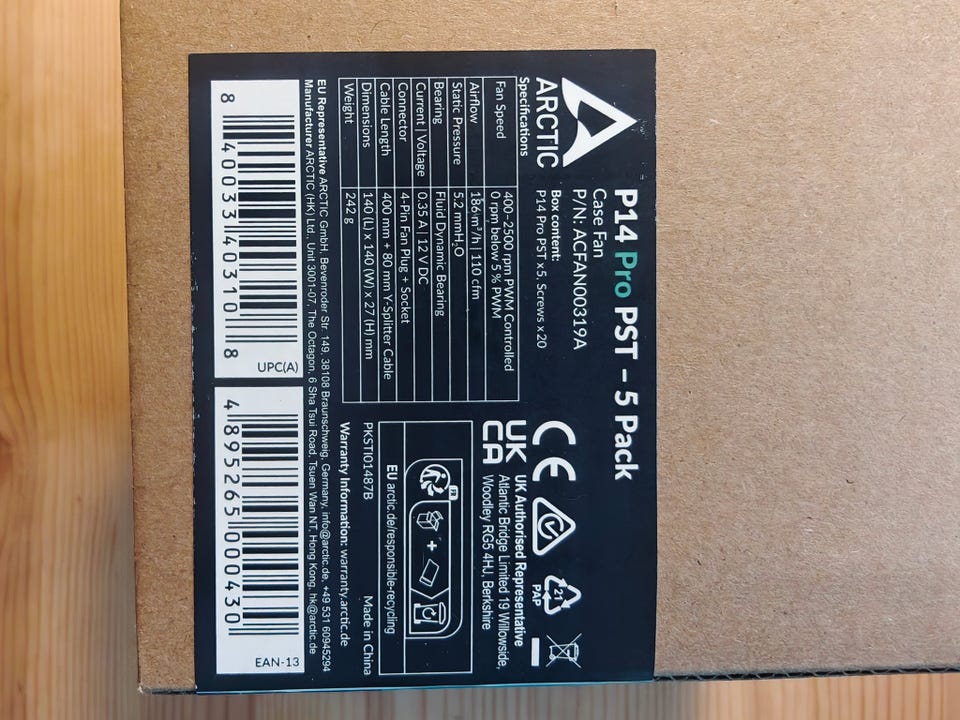 ARCTIC
P14 Pro PST – 5 Pack
Case Fan
P/N: ACFAN00319A
Box content:
P14 Pro PST x5, Screws x20
Specifications
Fan Speed 400–2500 rpm PWM Controlled
0 rpm below 5 % PWM
Airflow 186 m³/h | 110 cfm
Static Pressure 5.2 mmH₂O
Bearing Fluid Dynamic Bearing
Current | Voltage 0.35 A | 12 V DC
Connector 4-Pin Fan Plug + Socket
Cable Length 400 mm + 80 mm Y-Splitter Cable
Dimensions 140 (L) x 140 (W) x 27 (H) mm
Weight 242 g
CE
21
PAP
UK
CA
UK Authorised Representative
Atlantic Bridge Limited 19 Willowside,
Woodley RG5 4HJ, Berkshire
FR
+
EU arctic.de/responsible-recycling
PKSTI01487B Made in China
Warranty Information: warranty.arctic.de
EU Representative ARCTIC GmbH, Bevenroder Str. 149, 38108 Braunschweig, Germany, info@arctic.de, +49 531 60945294
Manufacturer ARCTIC (HK) Ltd., Unit 3001-07, The Octagon, 6 Sha Tsui Road, Tsuen Wan NT, Hong Kong, hk@arctic.de
UPC(A)
8 40033 40310 8
EAN-13
4 895265 000430